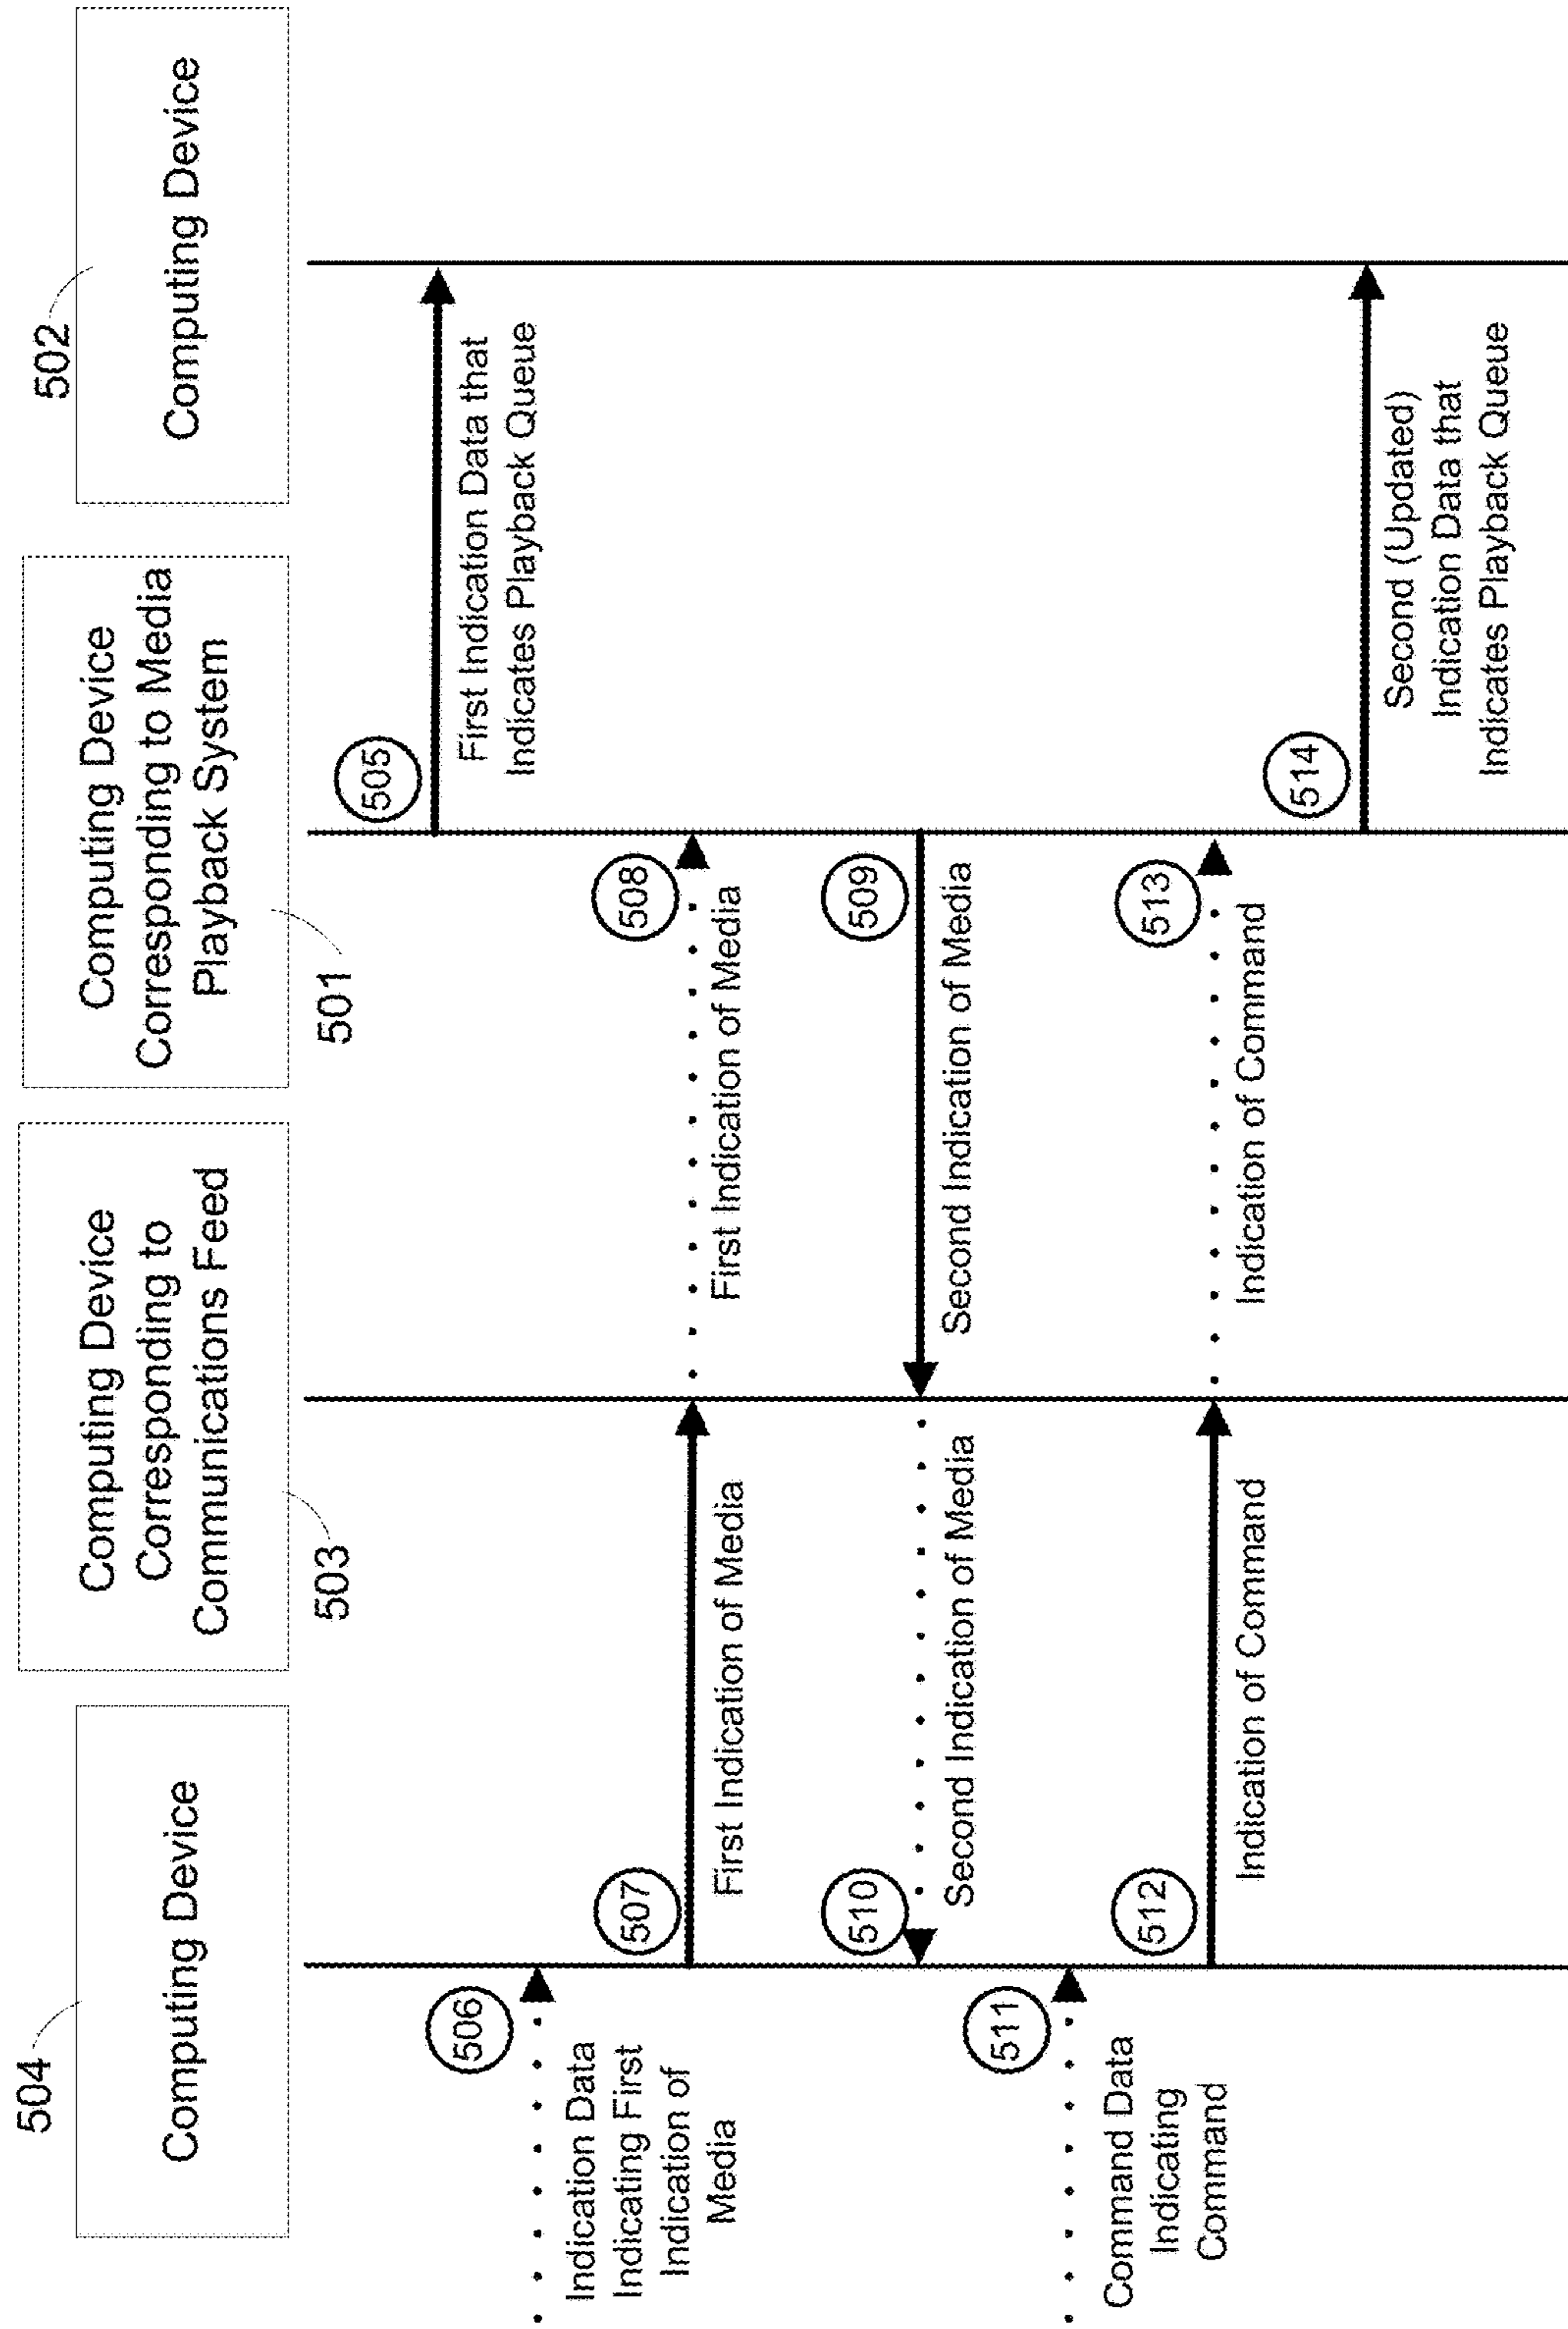 504
Computing Device
Computing Device
Corresponding to
Communications Feed
503
Computing Device
Corresponding to Media
Playback System
501
502
Computing Device
505
First Indication Data that
Indicates Playback Queue
506
Indication Data
Indicating First
Indication of
Media
507
First Indication of Media
508
First Indication of Media
509
Second Indication of Media
510
Second Indication of Media
511
Command Data
Indicating
Command
512
Indication of Command
513
Indication of Command
514
Second (Updated)
Indication Data that
Indicates Playback Queue